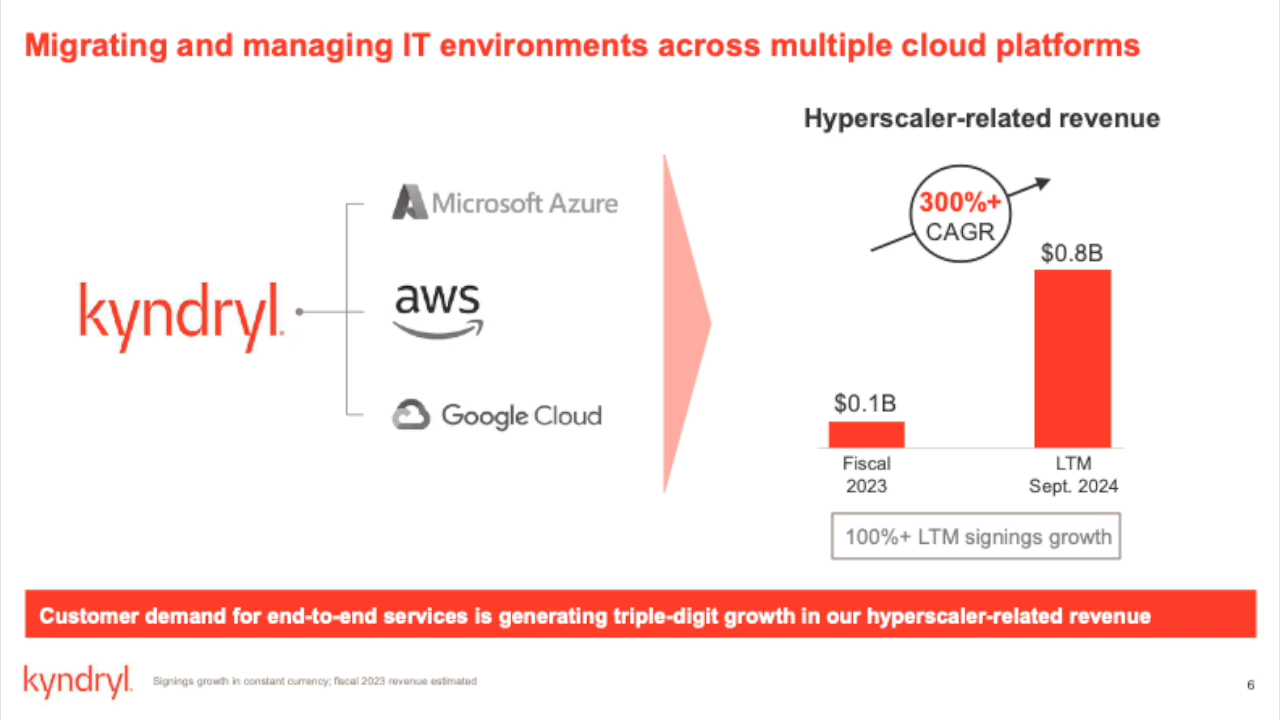 Migrating and managing IT environments across multiple cloud platforms
Hyperscaler-related revenue
kyndryl.
Microsoft Azure
aws
Google Cloud
300%+
CAGR
$0.8B
$0.1B
Fiscal
2023
LTM
Sept. 2024
100%+ LTM signings growth
Customer demand for end-to-end services is generating triple-digit growth in our hyperscaler-related revenue
kyndryl.
Signings growth in constant currency; fiscal 2023 revenue estimated
6